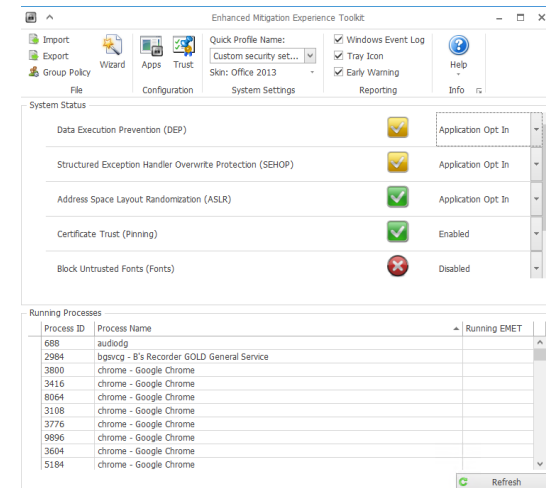 Enhanced Mitigation Experience Toolkit
Import
Export
Group Policy
Wizard
File
Apps
Trust
Configuration
Quick Profile Name:
Custom security set...
Skin: Office 2013
System Settings
Windows Event Log
Tray Icon
Early Warning
Reporting
Help
Info
System Status
Data Execution Prevention (DEP) Application Opt In
Structured Exception Handler Overwrite Protection (SEHOP) Application Opt In
Address Space Layout Randomization (ASLR) Application Opt In
Certificate Trust (Pinning) Enabled
Block Untrusted Fonts (Fonts) Disabled
Running Processes
Process ID Process Name Running EMET
688 audiodg
2984 bgsvcg - B's Recorder GOLD General Service
3800 chrome - Google Chrome
3416 chrome - Google Chrome
8064 chrome - Google Chrome
3108 chrome - Google Chrome
3776 chrome - Google Chrome
9896 chrome - Google Chrome
3604 chrome - Google Chrome
5184 chrome - Google Chrome
Refresh